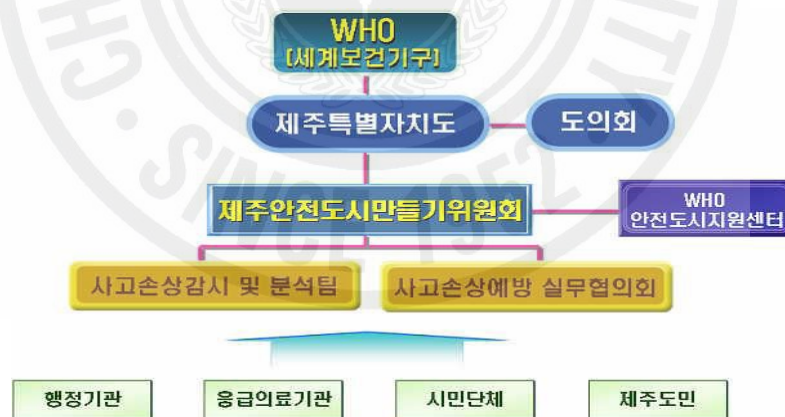 WHO
[세계보건기구]
제주특별자치도
도의회
제주안전도시만들기위원회
WHO
안전도시지원센터
사고손상감시 및 분석팀
사고손상예방 실무협의회
행정기관
응급의료기관
시민단체
제주도민
SINCE 1952